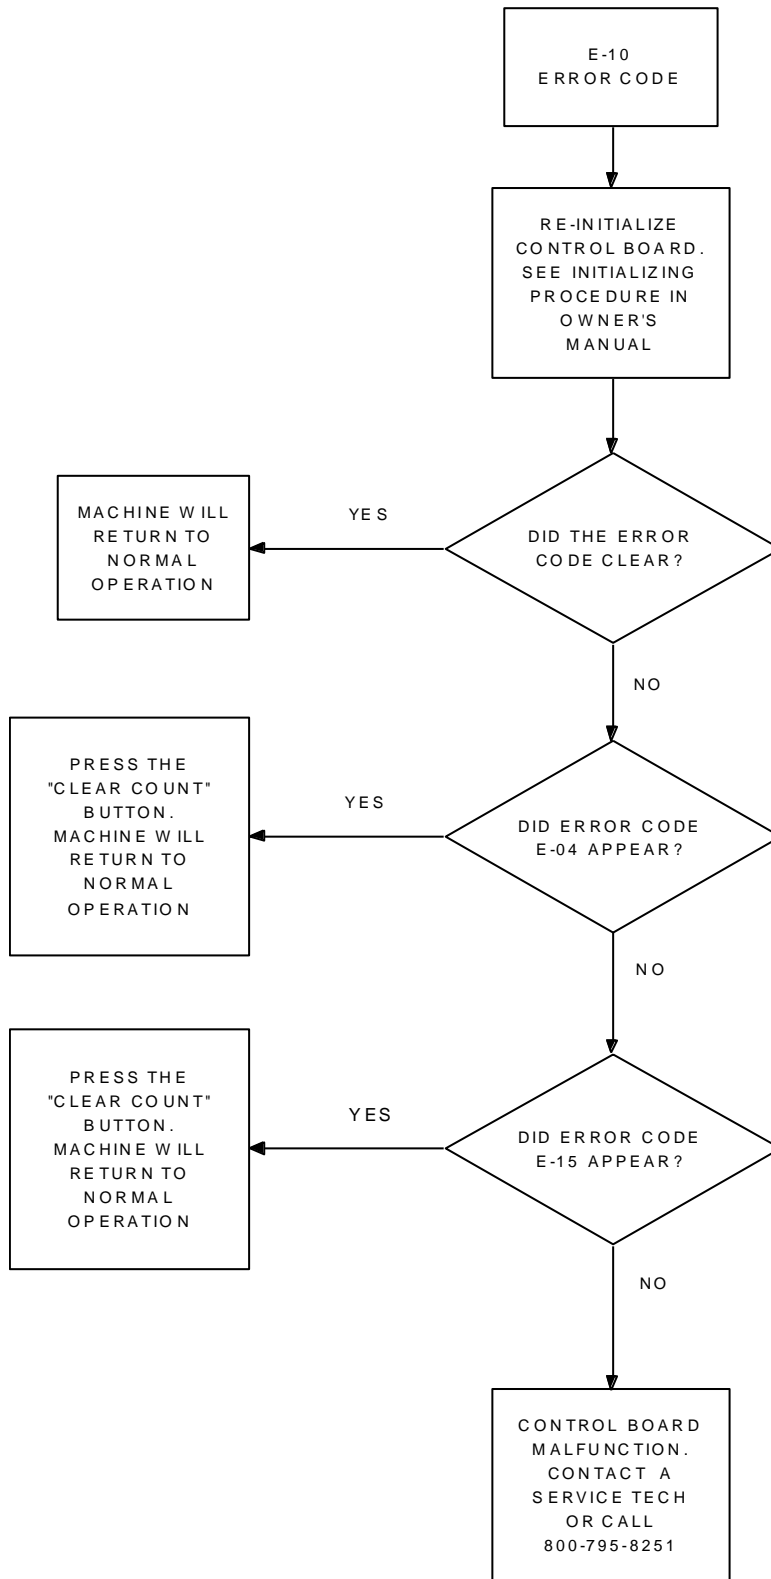 E-10
ERROR CODE
RE-INITIALIZE
CONTROL BOARD.
SEE INITIALIZING
PROCEDURE IN
OWNER'S
MANUAL
DID THE ERROR
CODE CLEAR?
YES
MACHINE WILL
RETURN TO
NORMAL
OPERATION
NO
DID ERROR CODE
E-04 APPEAR?
YES
PRESS THE
"CLEAR COUNT"
BUTTON.
MACHINE WILL
RETURN TO
NORMAL
OPERATION
NO
DID ERROR CODE
E-15 APPEAR?
YES
PRESS THE
"CLEAR COUNT"
BUTTON.
MACHINE WILL
RETURN TO
NORMAL
OPERATION
NO
CONTROL BOARD
MALFUNCTION.
CONTACT A
SERVICE TECH
OR CALL
800-795-8251